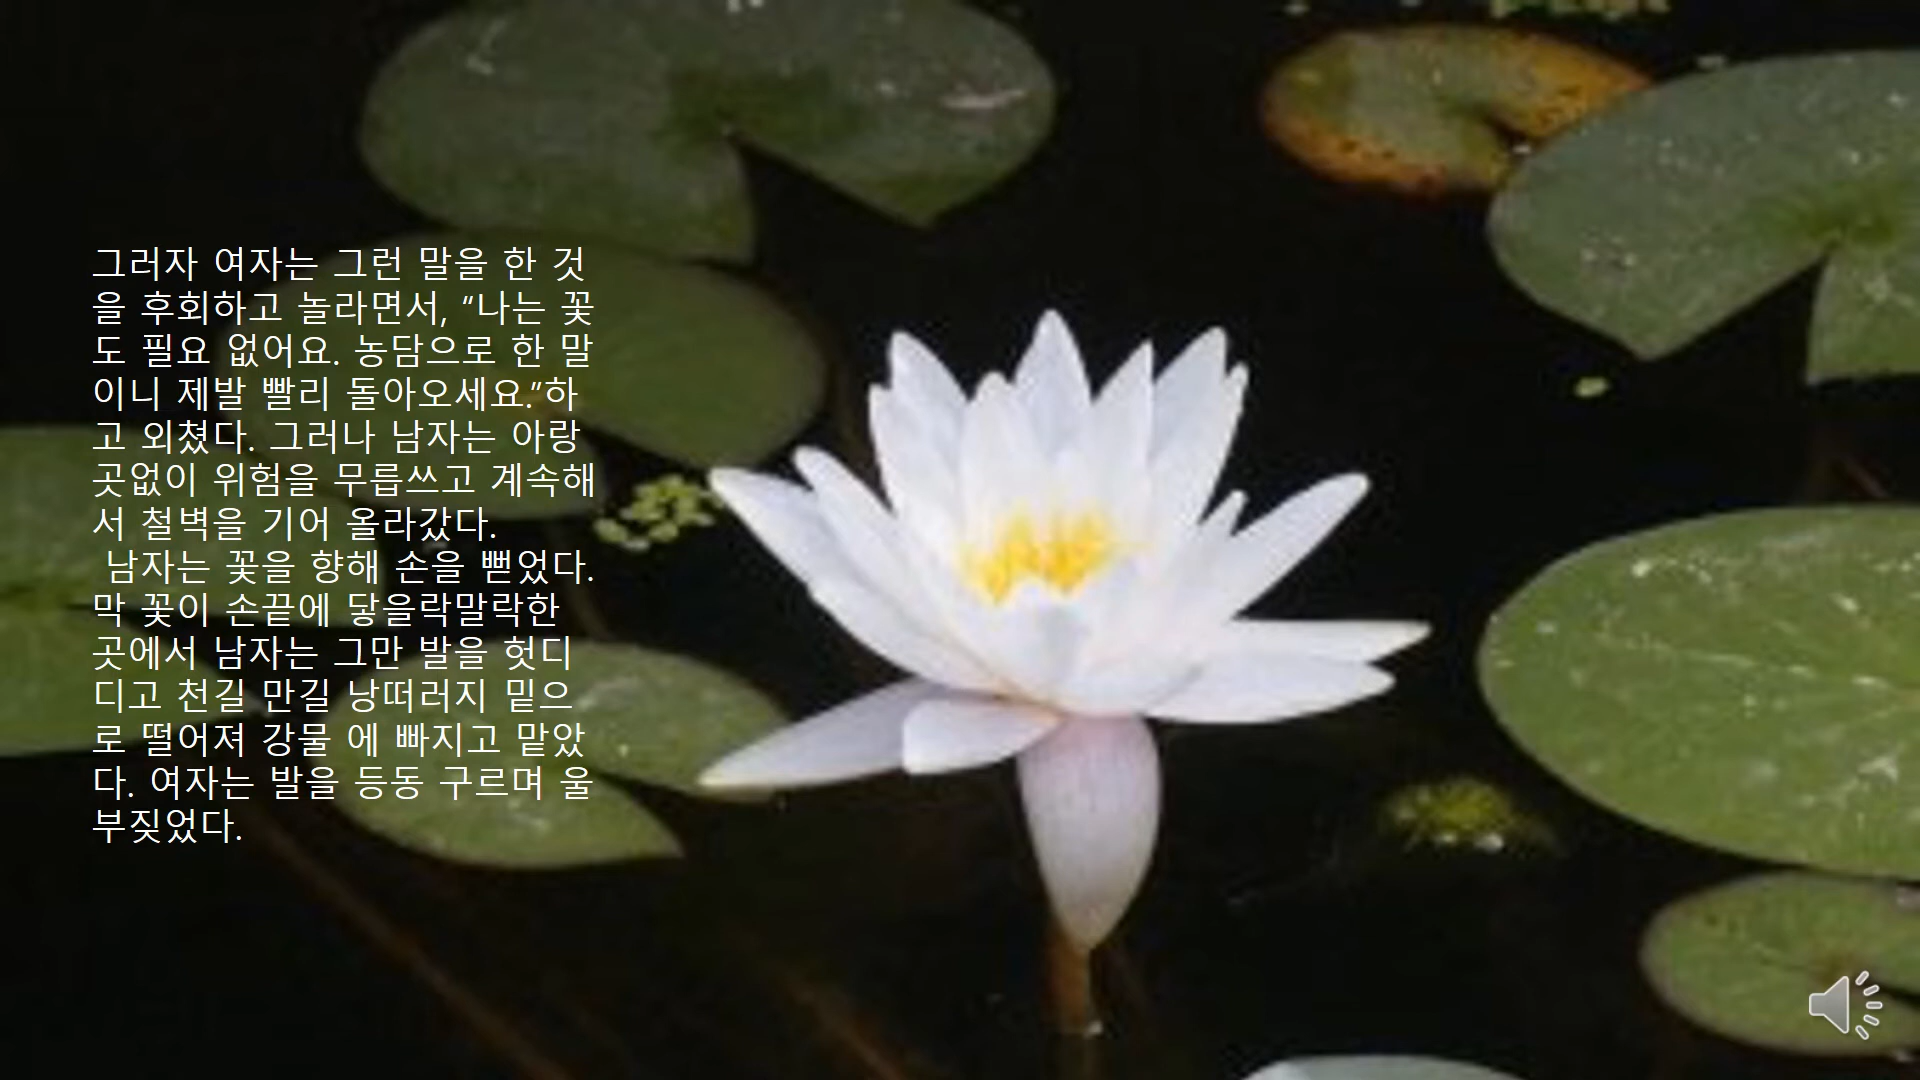 그러자 여자는 그런 말을 한 것
을 후회하고 놀라면서, “나는 꽃
도 필요 없어요. 농담으로 한 말
이니 제발 빨리 돌아오세요.”하
고 외쳤다. 그러나 남자는 아랑
곳없이 위험을 무릅쓰고 계속해
서 철벽을 기어 올라갔다.
남자는 꽃을 향해 손을 뻗었다.
막 꽃이 손끝에 닿을락말락한
곳에서 남자는 그만 발을 헛디
디고 천길 만길 낭떠러지 밑으
로 떨어져 강물 에 빠지고 맡았
다. 여자는 발을 등동 구르며 울
부짖었다.